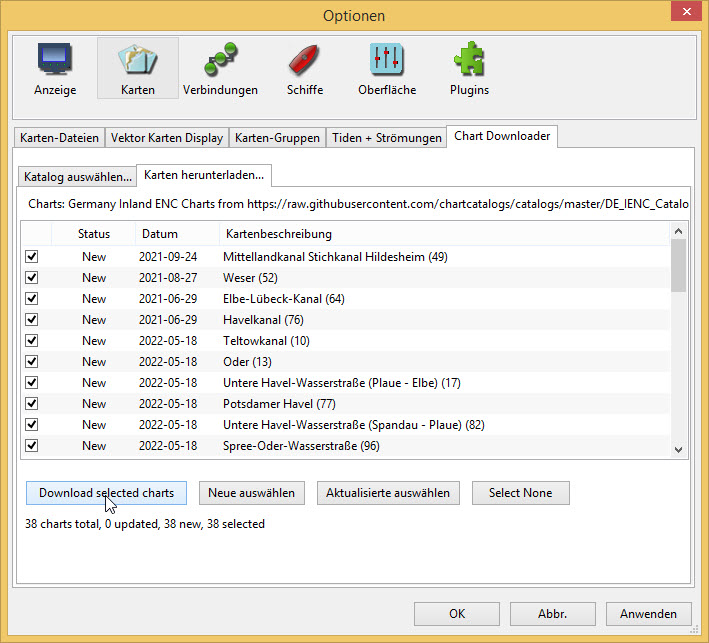 Optionen
Anzeige Karten Verbindungen Schiffe Oberfläche Plugins
Karten-Dateien Vektor Karten Display Karten-Gruppen Tiden + Strömungen Chart Downloader
Katalog auswählen... Karten herunterladen...
Charts: Germany Inland ENC Charts from https://raw.githubusercontent.com/chartcatalogs/catalogs/master/DE_IENC_Catalo
Status Datum Kartenbeschreibung
New 2021-09-24 Mittellandkanal Stichkanal Hildesheim (49)
New 2021-08-27 Weser (52)
New 2021-06-29 Elbe-Lübeck-Kanal (64)
New 2021-06-29 Havelkanal (76)
New 2022-05-18 Teltowkanal (10)
New 2022-05-18 Oder (13)
New 2022-05-18 Untere Havel-Wasserstraße (Plaue - Elbe) (17)
New 2022-05-18 Potsdamer Havel (77)
New 2022-05-18 Untere Havel-Wasserstraße (Spandau - Plaue) (82)
New 2022-05-18 Spree-Oder-Wasserstraße (96)
Download selected charts Neue auswählen Aktualisierte auswählen Select None
38 charts total, 0 updated, 38 new, 38 selected
OK Abbr. Anwenden